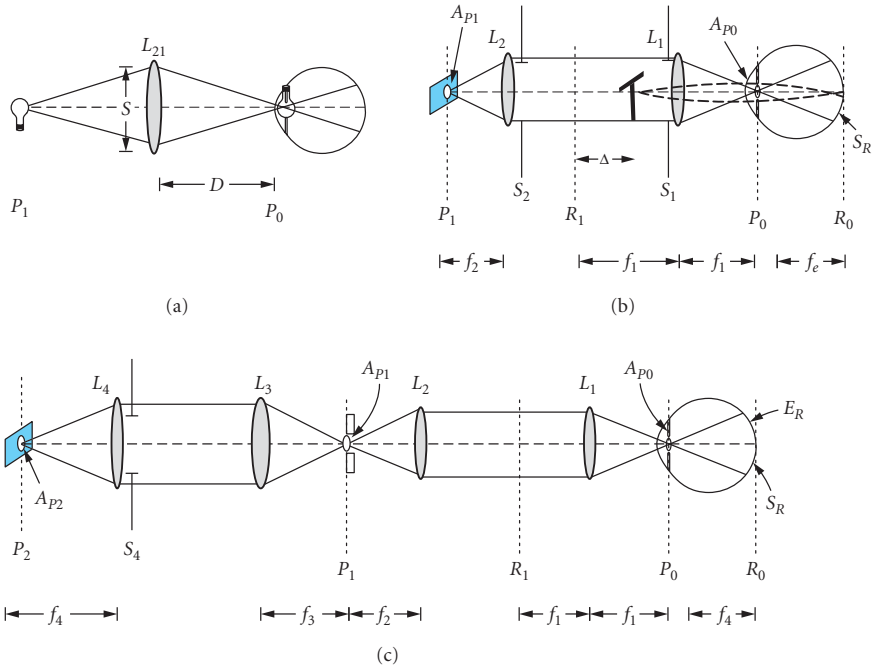 L21
S
D
P1
P0
(a)
AP1
AP0
L2
L1
SR
Δ
S2
S1
P1
R1
P0
R0
f2
f1
f1
fe
(b)
AP1
AP0
L4
L3
L2
L1
ER
AP2
SR
P2
S4
P1
R1
P0
R0
f4
f3
f2
f1
f1
f4
(c)